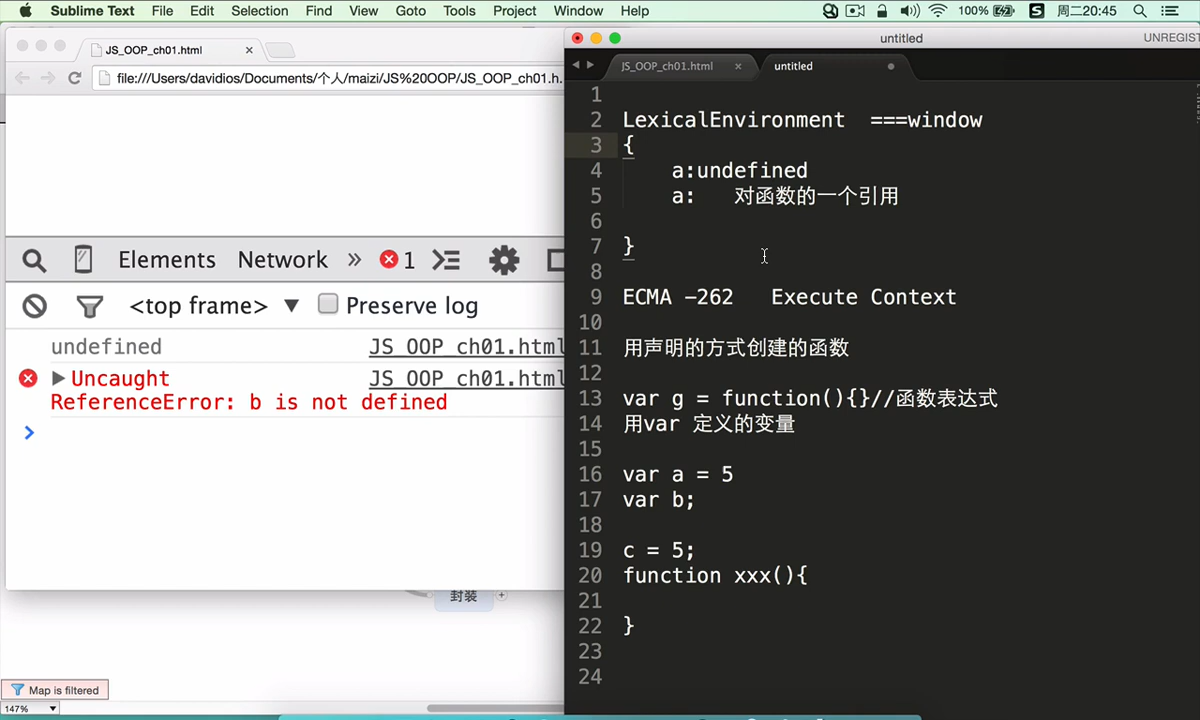 Sublime Text File Edit Selection Find View Goto Tools Project Window Help 100% 周二20:45
JS_OOP_ch01.html
file:///Users/davidios/Documents/个人/maizi/JS%20OOP/JS_OOP_ch01.h.
Elements Network » 1
<top frame> ▼ Preserve log
undefined JS_OOP_ch01.html
Uncaught JS_OOP_ch01.html
ReferenceError: b is not defined
>
封装
Map is filtered
147%
untitled UNREGIST
JS_OOP_ch01.html untitled
1
2 LexicalEnvironment ===window
3 {
4 a:undefined
5 a: 对函数的一个引用
6
7 }
8
9 ECMA -262 Execute Context
10
11 用声明的方式创建的函数
12
13 var g = function(){}//函数表达式
14 用var 定义的变量
15
16 var a = 5
17 var b;
18
19 c = 5;
20 function xxx(){
21
22 }
23
24